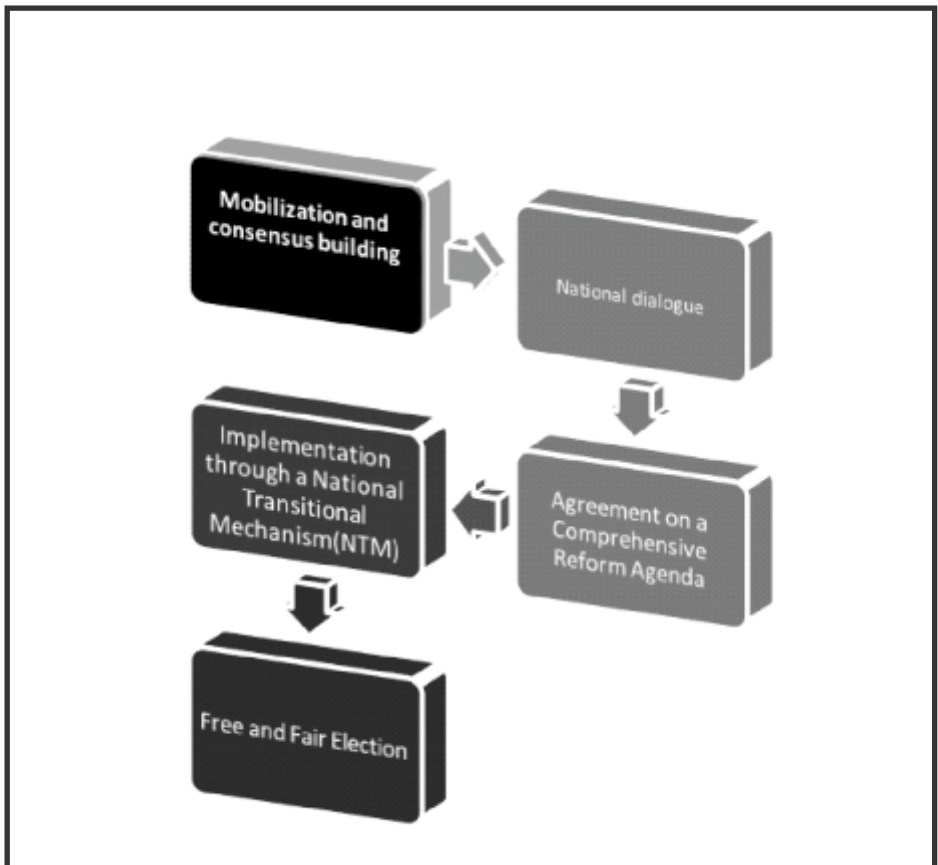 Mobilization and
consensus building
National dialogue
Agreement on a
Comprehensive
Reform Agenda
Implementation
through a National
Transitional
Mechanism(NTM)
Free and Fair Election